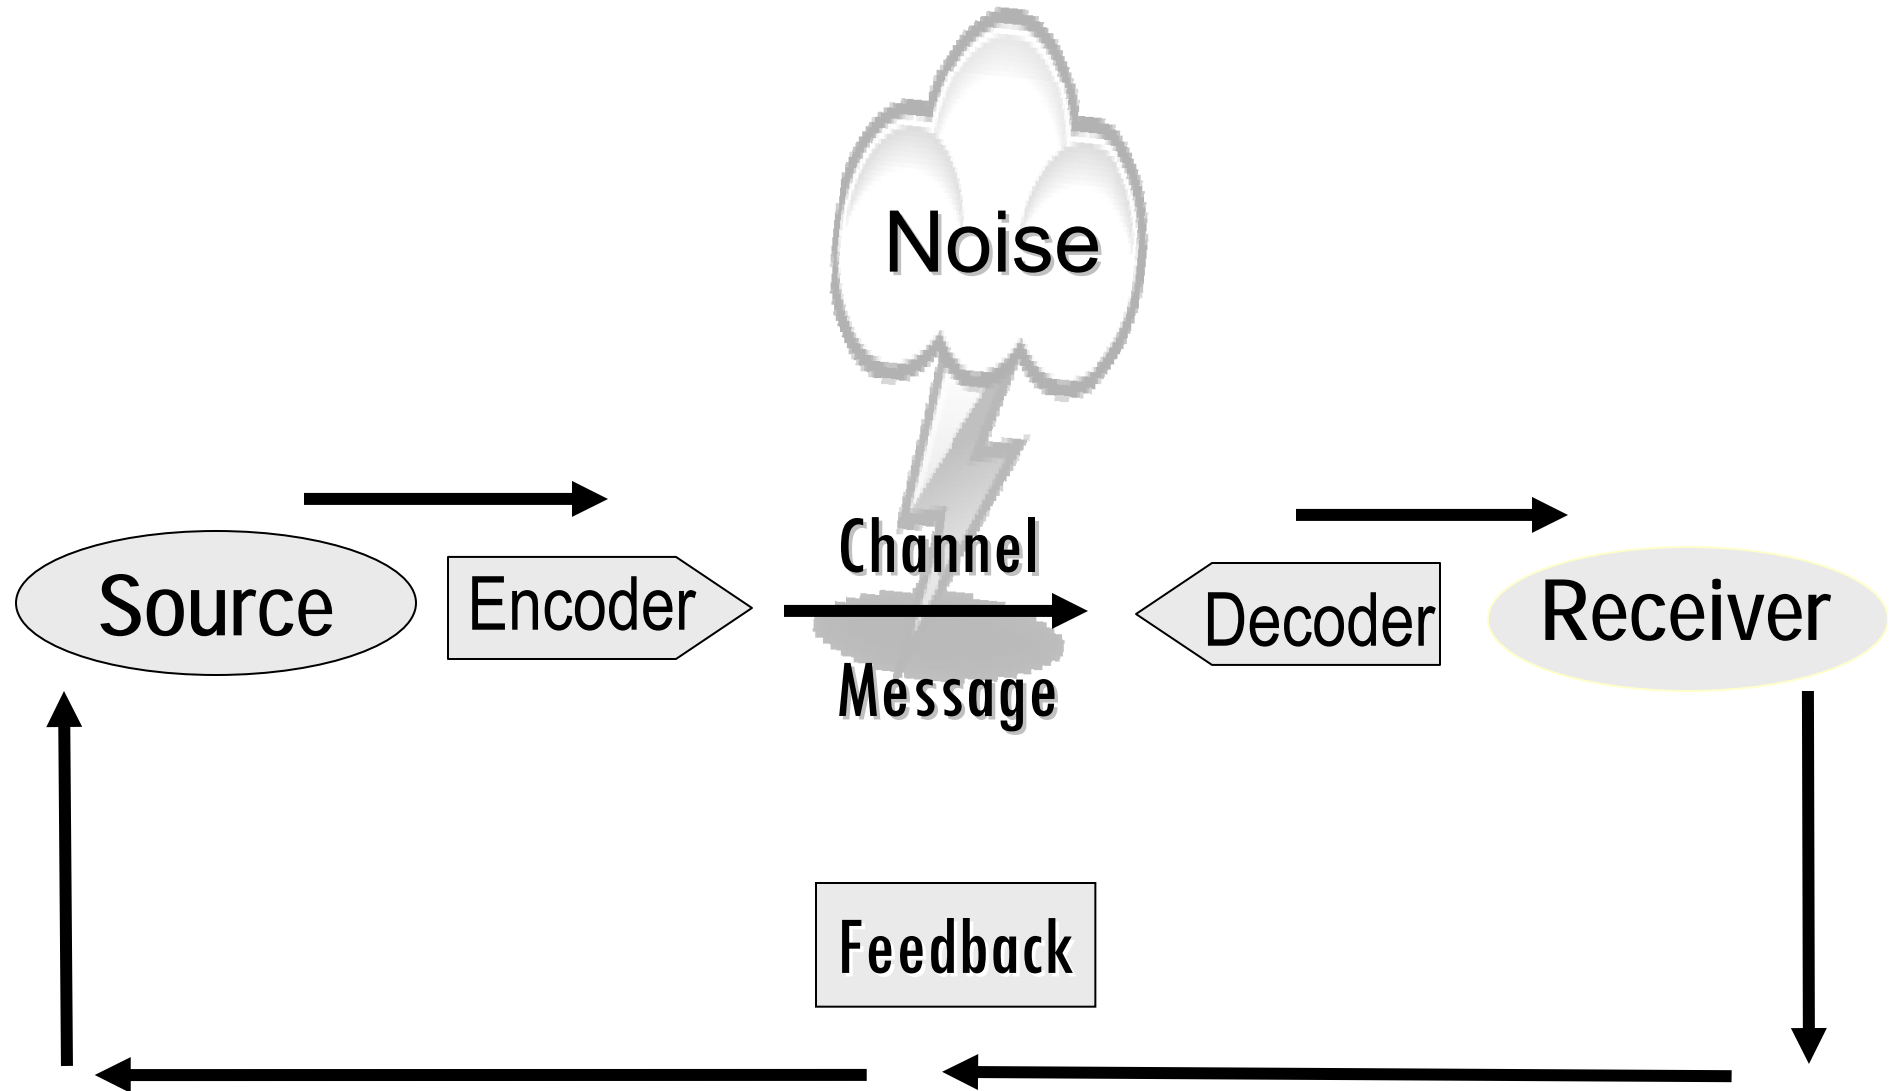 Noise
Source
Encoder
Channel
Message
Decoder
Receiver
Feedback